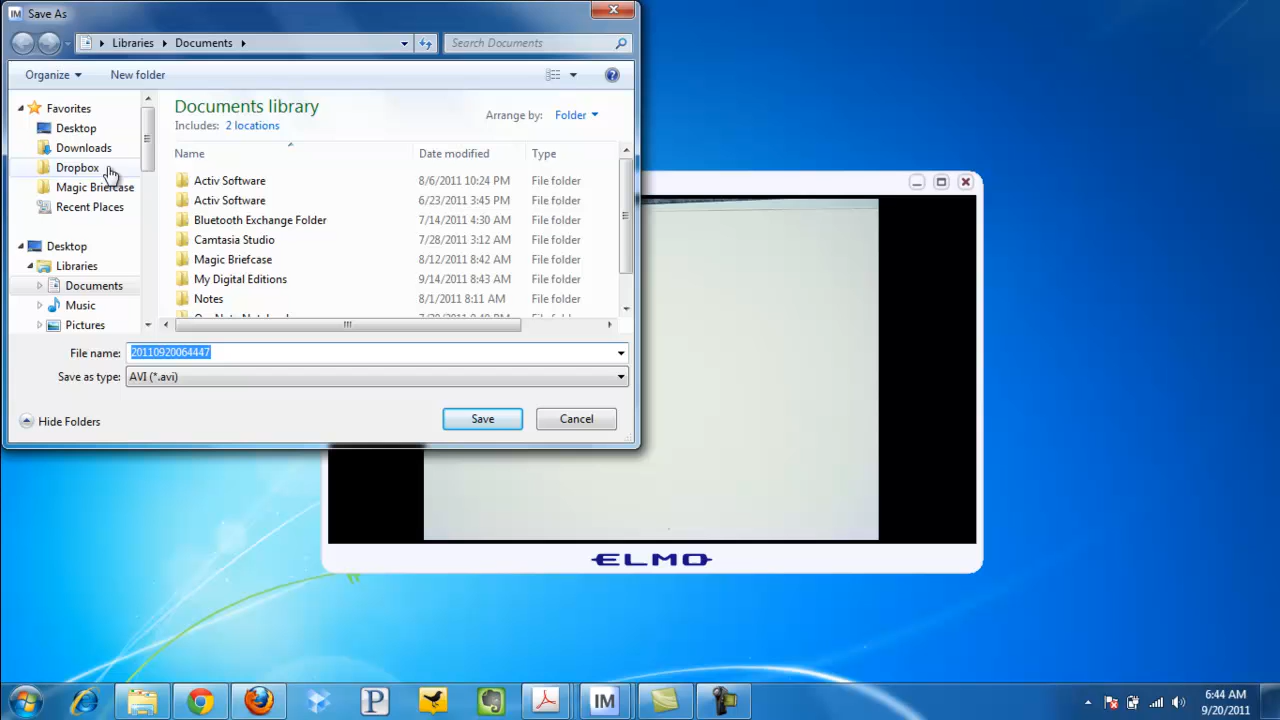 IM Save As
Libraries Documents
Search Documents
Organize New folder
Favorites
Desktop
Downloads
Dropbox
Magic Briefcase
Recent Places
Desktop
Libraries
Documents
Music
Pictures
Documents library
Includes: 2 locations
Arrange by: Folder
Name Date modified Type
Activ Software 8/6/2011 10:24 PM File folder
Activ Software 6/23/2011 3:45 PM File folder
Bluetooth Exchange Folder 7/14/2011 4:30 AM File folder
Camtasia Studio 7/28/2011 3:12 AM File folder
Magic Briefcase 8/12/2011 8:42 AM File folder
My Digital Editions 9/14/2011 8:43 AM File folder
Notes 8/1/2011 8:11 AM File folder
File name: 20110920064447
Save as type: AVI (*.avi)
Hide Folders
Save Cancel
ELMO
P IM
6:44 AM
9/20/2011